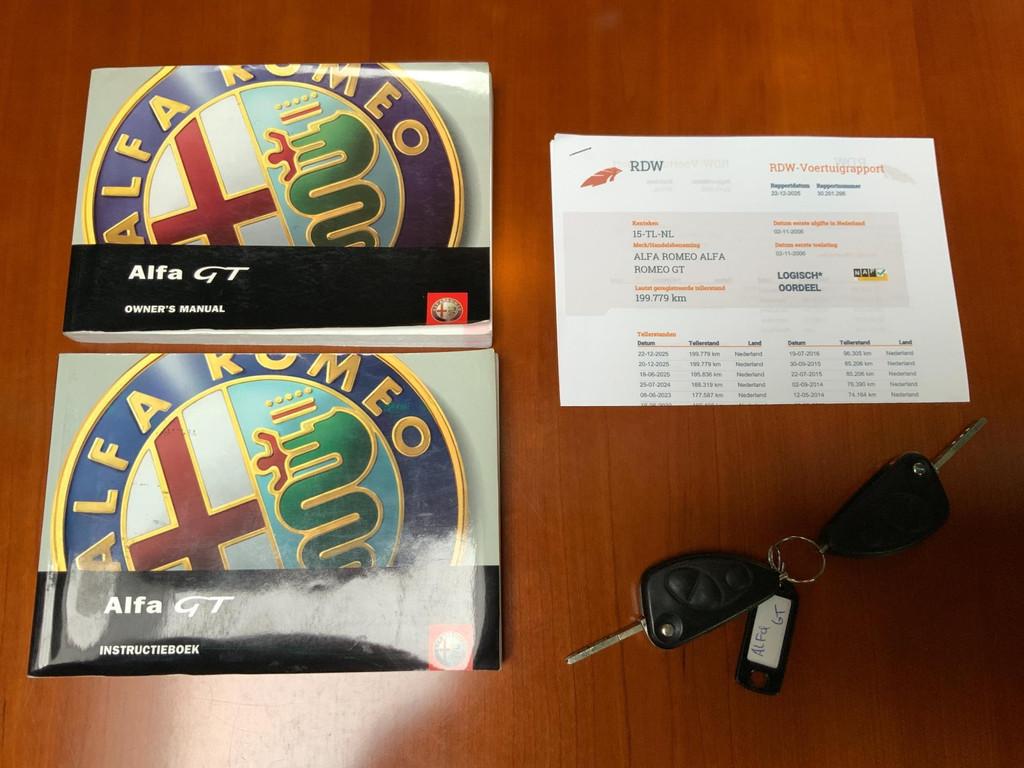 ALFA ROMEO
Alfa GT
OWNER'S MANUAL
ALFA ROMEO
Alfa GT
INSTRUCTIEBOEK
RDW
RDW-Voertuigrapport
Rapportdatum Rapportnummer
22-12-2025
Kenteken
15-TL-NL
Merk/Handelsbenaming
ALFA ROMEO ALFA
ROMEO GT
Laatst geregistreerde tellerstand
199.779 km
Datum eerste afgifte in Nederland
02-11-2006
Datum eerste toelating
02-11-2006
LOGISCH*
OORDEEL
NAP
Tellerstanden
Datum Tellerstand Land Datum Tellerstand Land
22-12-2025 199.779 km Nederland 19-07-2016 96.305 km Nederland
20-12-2025 199.779 km Nederland 30-09-2015 85.206 km Nederland
18-06-2025 195.836 km Nederland 22-07-2015 85.206 km Nederland
25-07-2024 188.319 km Nederland 02-09-2014 76.390 km Nederland
08-06-2023 177.587 km Nederland 12-05-2014 74.164 km Nederland
ALFA
GT